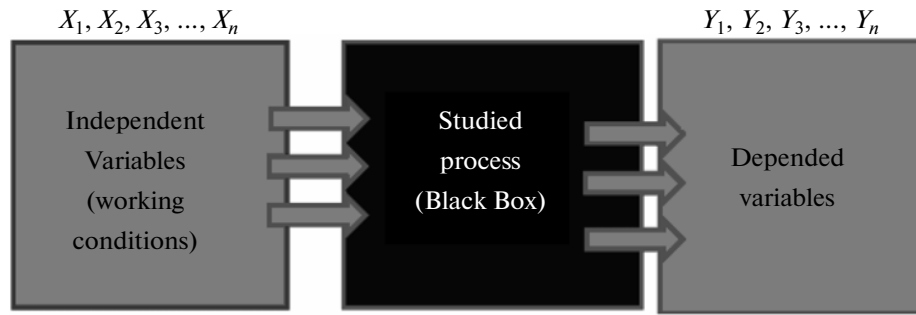 X1, X2, X3, ..., Xn
Independent
Variables
(working
conditions)
Studied
process
(Black Box)
Y1, Y2, Y3, ..., Yn
Depended
variables